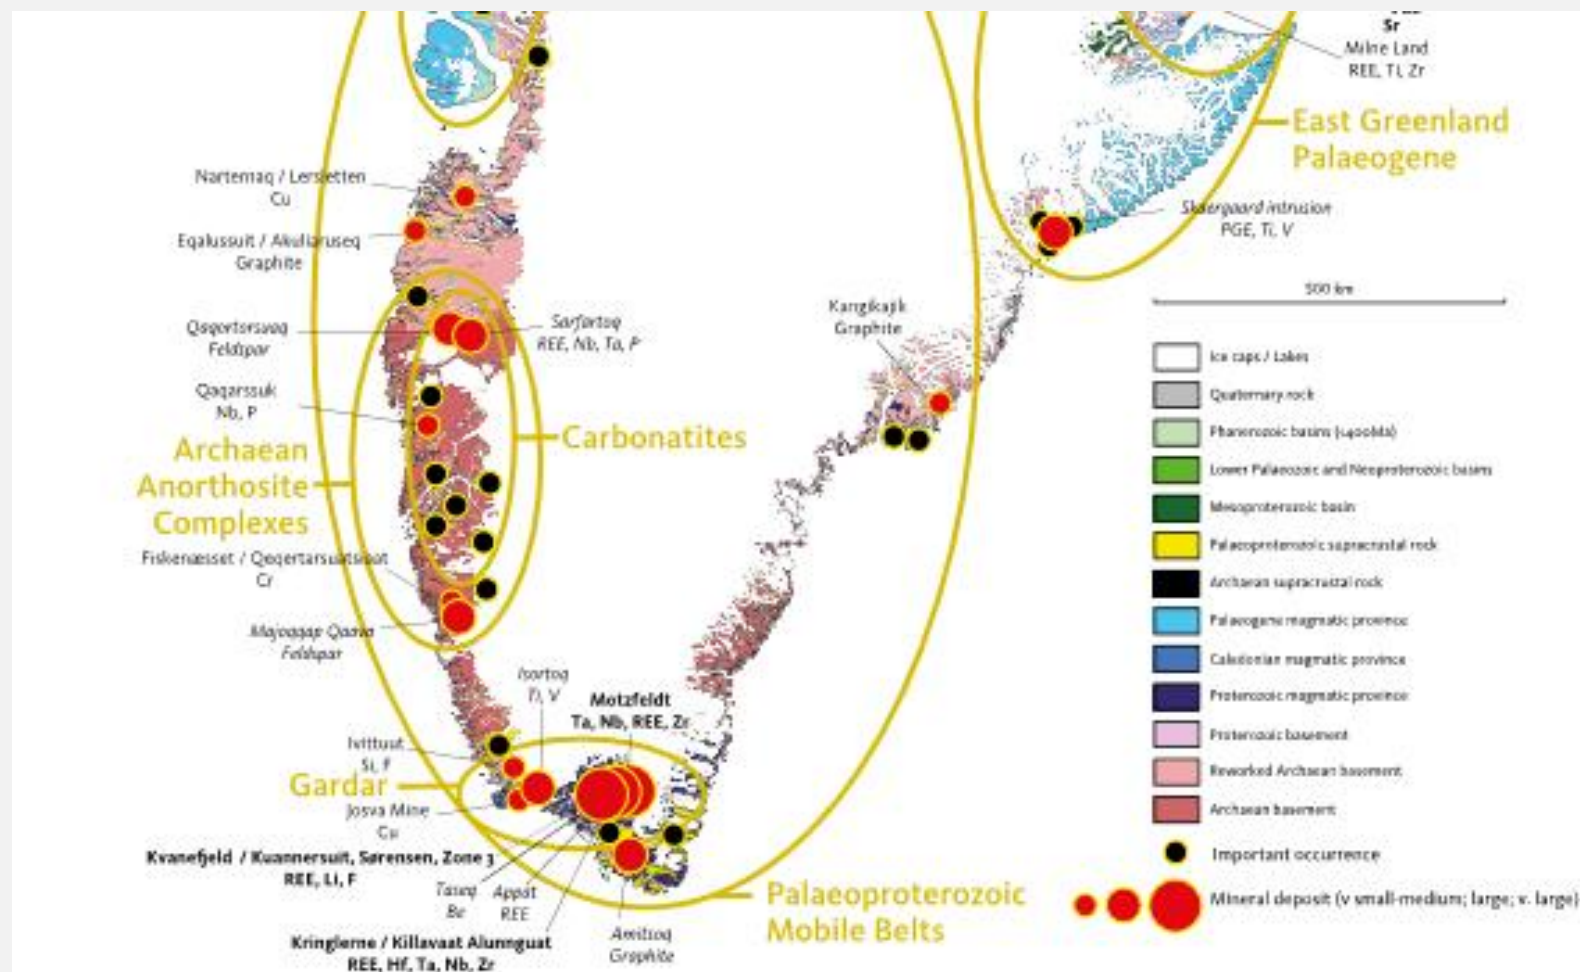 Sr
Milne Land
REE, Ti, Zr
East Greenland
Palaeogene
Narternaq / Lersletten
Cu
Eqalussuit / Akuliaruseq
Graphite
Skaergaard intrusion
PGE, Ti, V
500 km
Kangikajik
Graphite
Qeqertarsuaq
Feldspar
Sarfartoq
REE, Nb, Ta, P
Qaqarssuk
Nb, P
Archaean
Anorthosite
Complexes
Carbonatites
Fiskenæsset / Qeqertarsuatsiaat
Cr
Majoqqap Qaava
Feldspar
Isortoq
Ti, V
Motzfeldt
Ta, Nb, REE, Zr
Ivittuut
Si, F
Gardar
Josva Mine
Cu
Kvanefjeld / Kuannersuit, Sørensen, Zone 3
REE, Li, F
Taseq
Be
Appat
REE
Kringlerne / Killavaat Alunnguat
REE, Hf, Ta, Nb, Zr
Amitsoq
Graphite
Palaeoproterozoic
Mobile Belts
Ice caps / Lakes
Quaternary rock
Phanerozoic basins (<400Ma)
Lower Palaeozoic and Neoproterozoic basins
Mesoproterozoic basin
Palaeoproterozoic supracrustal rock
Archaean supracrustal rock
Palaeogene magmatic province
Caledonian magmatic province
Proterozoic magmatic province
Proterozoic basement
Reworked Archaean basement
Archaean basement
Important occurrence
Mineral deposit (v small-medium; large; v. large)